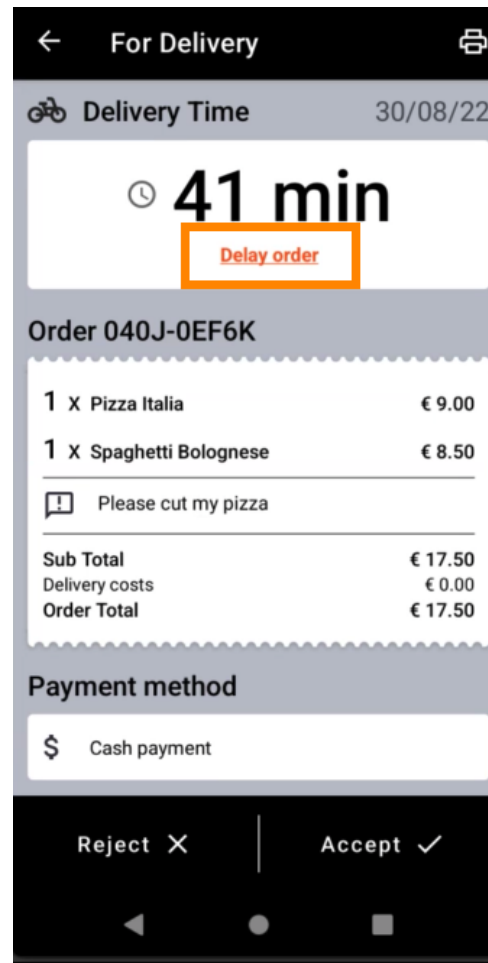 For Delivery
Delivery Time 30/08/22
41 min
Delay order
Order 040J-0EF6K
1 x Pizza Italia € 9.00
1 x Spaghetti Bolognese € 8.50
Please cut my pizza
Sub Total € 17.50
Delivery costs € 0.00
Order Total € 17.50
Payment method
$ Cash payment
Reject Accept